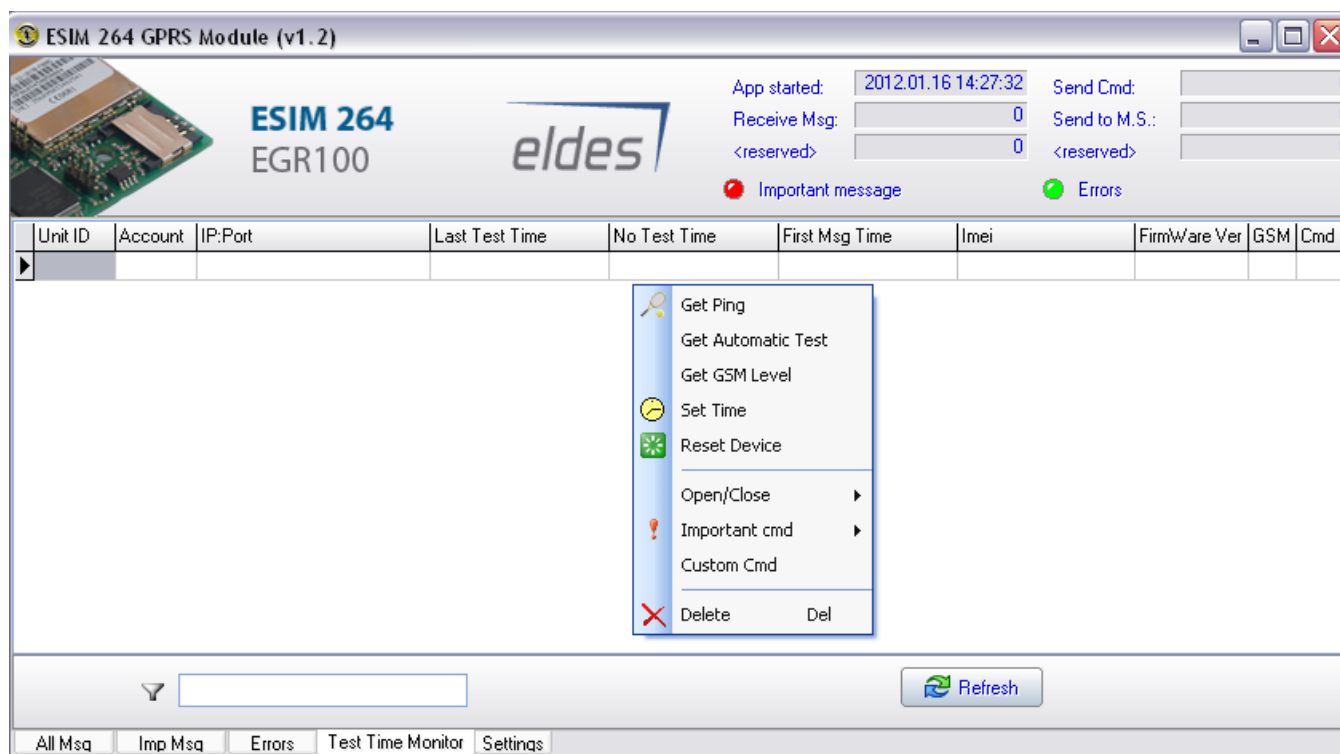 ESIM 264 GPRS Module (v1.2)
ESIM 264
EGR100
eldes
App started: 2012.01.16 14:27:32 Send Cmd:
Receive Msg: 0 Send to M.S.:
<reserved> 0 <reserved>
Important message Errors
Unit ID Account IP:Port Last Test Time No Test Time First Msg Time Imei FirmWare Ver GSM Cmd
Get Ping
Get Automatic Test
Get GSM Level
Set Time
Reset Device
Open/Close
Important cmd
Custom Cmd
Delete Del
Refresh
All Msg Imp Msg Errors Test Time Monitor Settings